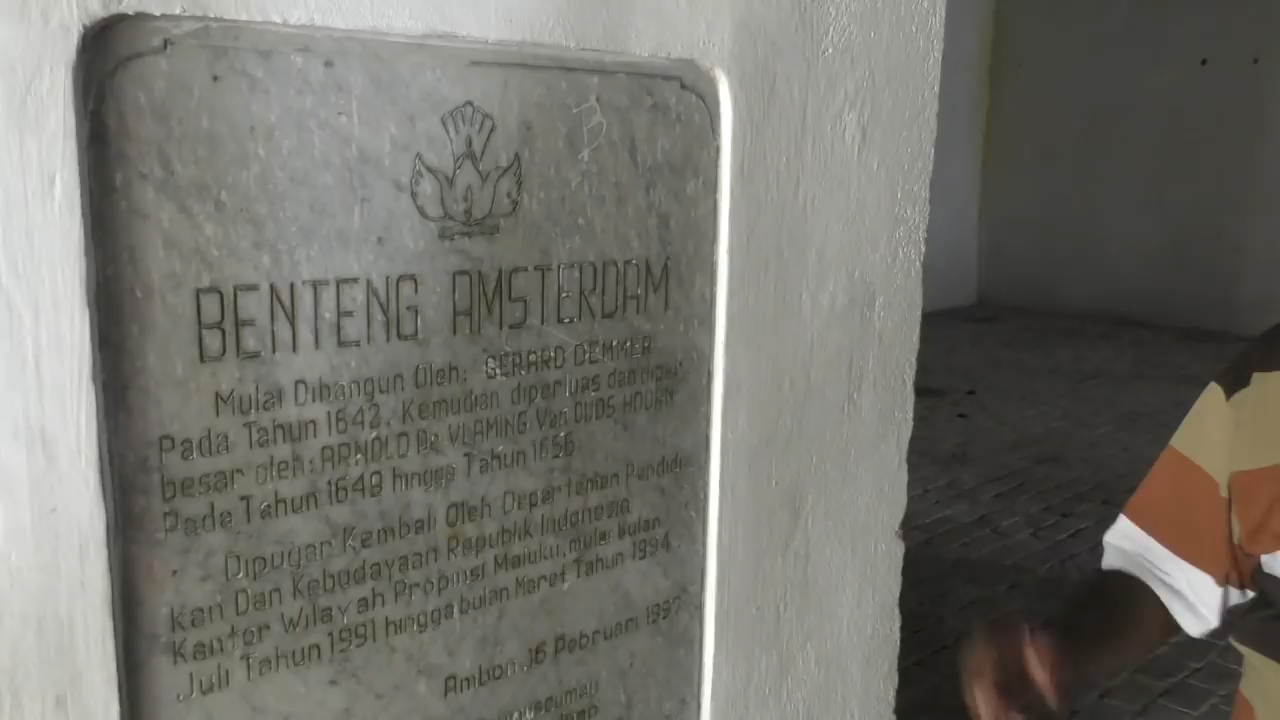 B
BENTENG AMSTERDAM
Mulai Dibangun Oleh: GERARD DEMMER
Pada Tahun 1642. Kemudian diperluas dan diper-
besar oleh: ARNOLD De VLAMING Van OUDS HOORN
Pada Tahun 1649 hingga Tahun 1656
Dipugar Kembali Oleh Departemen Pendidi-
kan Dan Kebudayaan Republik Indonesia
Kantor Wilayah Propinsi Maluku, mulai bulan
Juli Tahun 1991 hingga bulan Maret Tahun 1994
Ambon, 16 Pebruari 1997